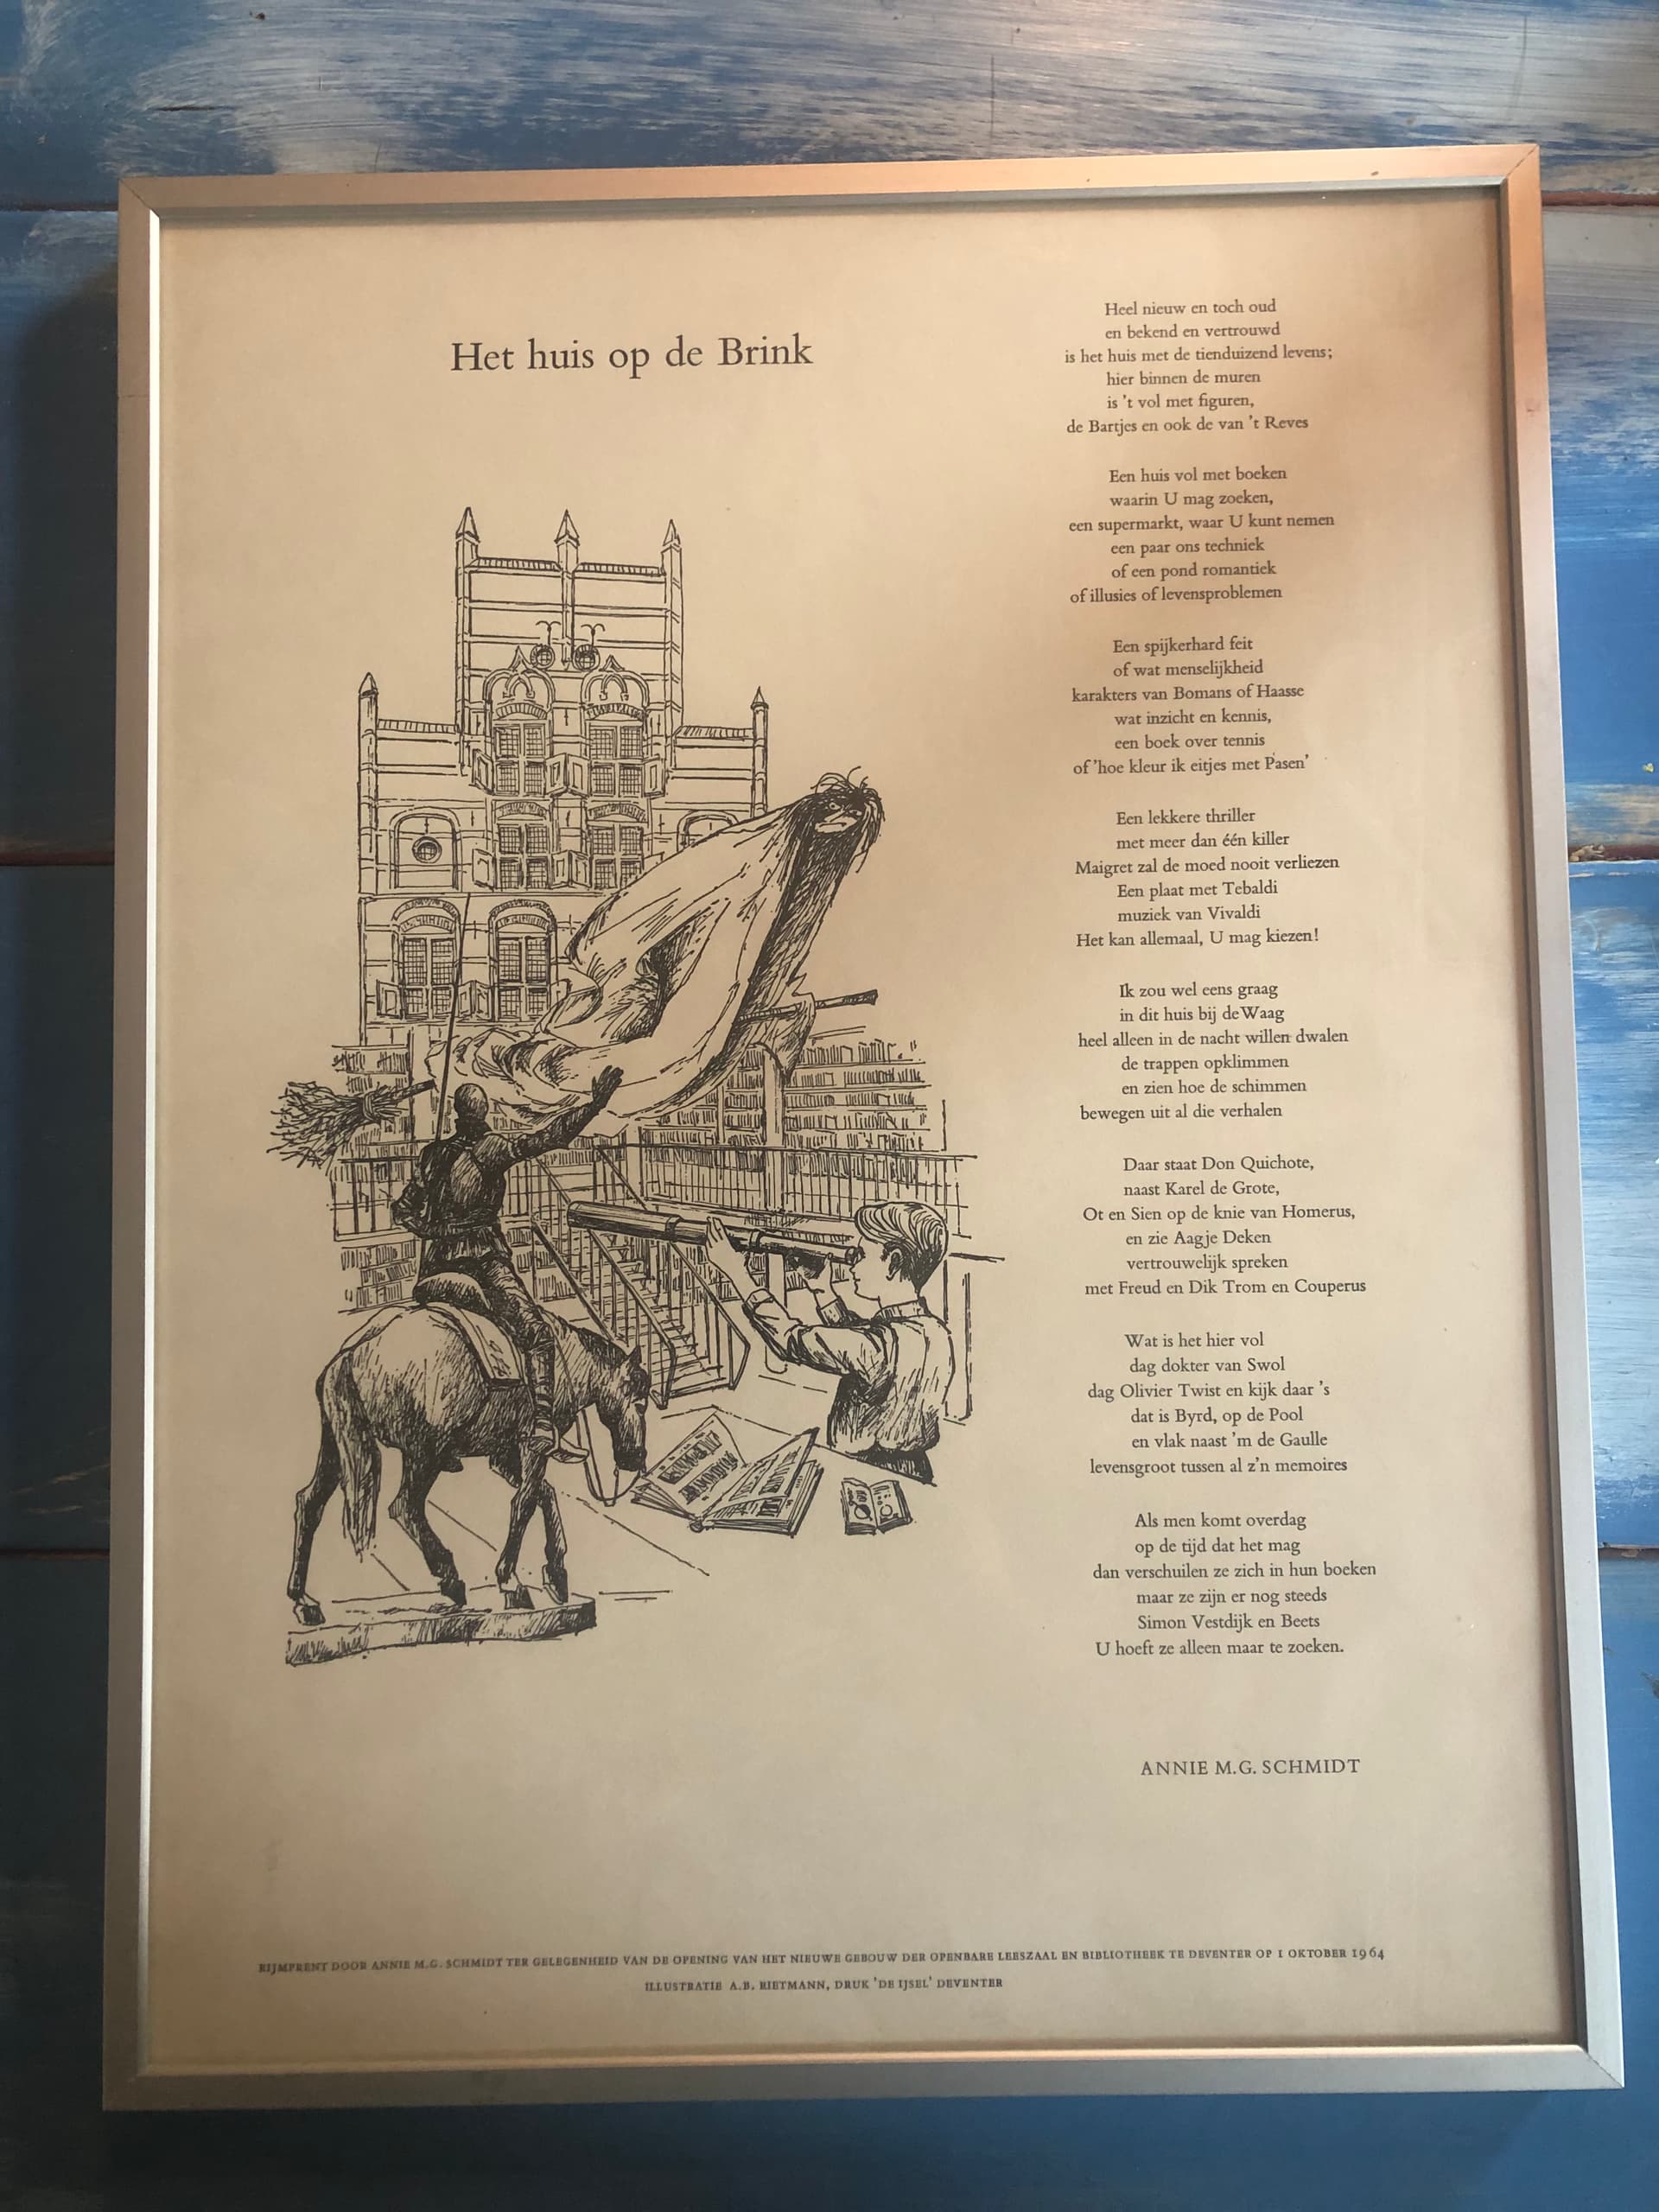 Het huis op de Brink
Heel nieuw en toch oud
en bekend en vertrouwd
is het huis met de tienduizend levens;
hier binnen de muren
is 't vol met figuren,
de Bartjes en ook de van 't Reves
Een huis vol met boeken
waarin U mag zoeken,
een supermarkt, waar U kunt nemen
een paar ons techniek
of een pond romantiek
of illusies of levensproblemen
Een spijkerhard feit
of wat menselijkheid
karakters van Bomans of Haasse
wat inzicht en kennis,
een boek over tennis
of 'hoe kleur ik eitjes met Pasen'
Een lekkere thriller
met meer dan één killer
Maigret zal de moed nooit verliezen
Een plaat met Tebaldi
muziek van Vivaldi
Het kan allemaal, U mag kiezen!
Ik zou wel eens graag
in dit huis bij de Waag
heel alleen in de nacht willen dwalen
de trappen opklimmen
en zien hoe de schimmen
bewegen uit al die verhalen
Daar staat Don Quichote,
naast Karel de Grote,
Ot en Sien op de knie van Homerus,
en zie Aagje Deken
vertrouwelijk spreken
met Freud en Dik Trom en Couperus
Wat is het hier vol
dag dokter van Swol
dag Olivier Twist en kijk daar 's
dat is Byrd, op de Pool
en vlak naast 'm de Gaulle
levensgroot tussen al z'n memoires
Als men komt overdag
op de tijd dat het mag
dan verschuilen ze zich in hun boeken
maar ze zijn er nog steeds
Simon Vestdijk en Beets
U hoeft ze alleen maar te zoeken.
ANNIE M.G. SCHMIDT
RIJMPRENT DOOR ANNIE M.G. SCHMIDT TER GELEGENHEID VAN DE OPENING VAN HET NIEUWE GEBOUW DER OPENBARE LEESZAAL EN BIBLIOTHEEK TE DEVENTER OP 1 OKTOBER 1964
ILLUSTRATIE A.B. RIETMANN, DRUK 'DE IJSEL' DEVENTER